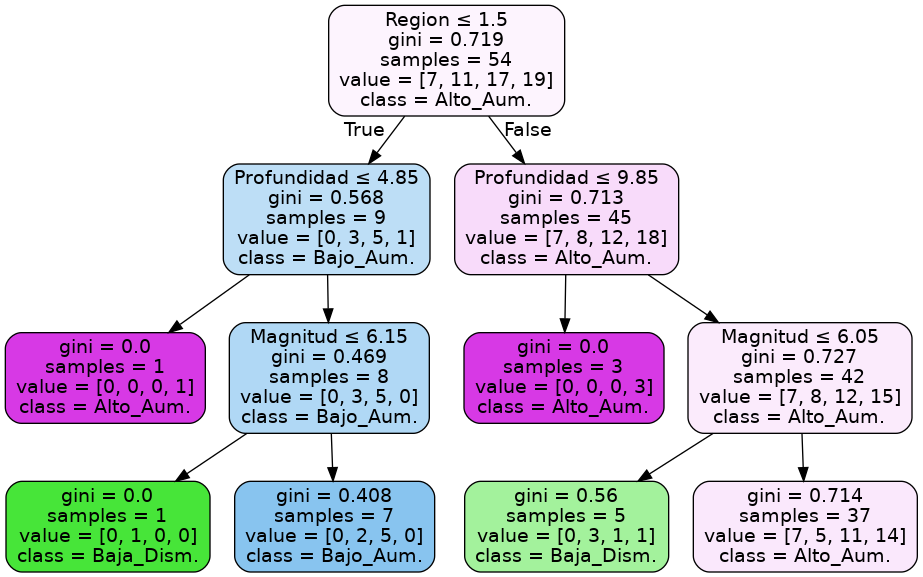 Region ≤ 1.5
gini = 0.719
samples = 54
value = [7, 11, 17, 19]
class = Alto_Aum.
True
False
Profundidad ≤ 4.85
gini = 0.568
samples = 9
value = [0, 3, 5, 1]
class = Bajo_Aum.
Profundidad ≤ 9.85
gini = 0.713
samples = 45
value = [7, 8, 12, 18]
class = Alto_Aum.
gini = 0.0
samples = 1
value = [0, 0, 0, 1]
class = Alto_Aum.
Magnitud ≤ 6.15
gini = 0.469
samples = 8
value = [0, 3, 5, 0]
class = Bajo_Aum.
gini = 0.0
samples = 3
value = [0, 0, 0, 3]
class = Alto_Aum.
Magnitud ≤ 6.05
gini = 0.727
samples = 42
value = [7, 8, 12, 15]
class = Alto_Aum.
gini = 0.0
samples = 1
value = [0, 1, 0, 0]
class = Baja_Dism.
gini = 0.408
samples = 7
value = [0, 2, 5, 0]
class = Bajo_Aum.
gini = 0.56
samples = 5
value = [0, 3, 1, 1]
class = Baja_Dism.
gini = 0.714
samples = 37
value = [7, 5, 11, 14]
class = Alto_Aum.